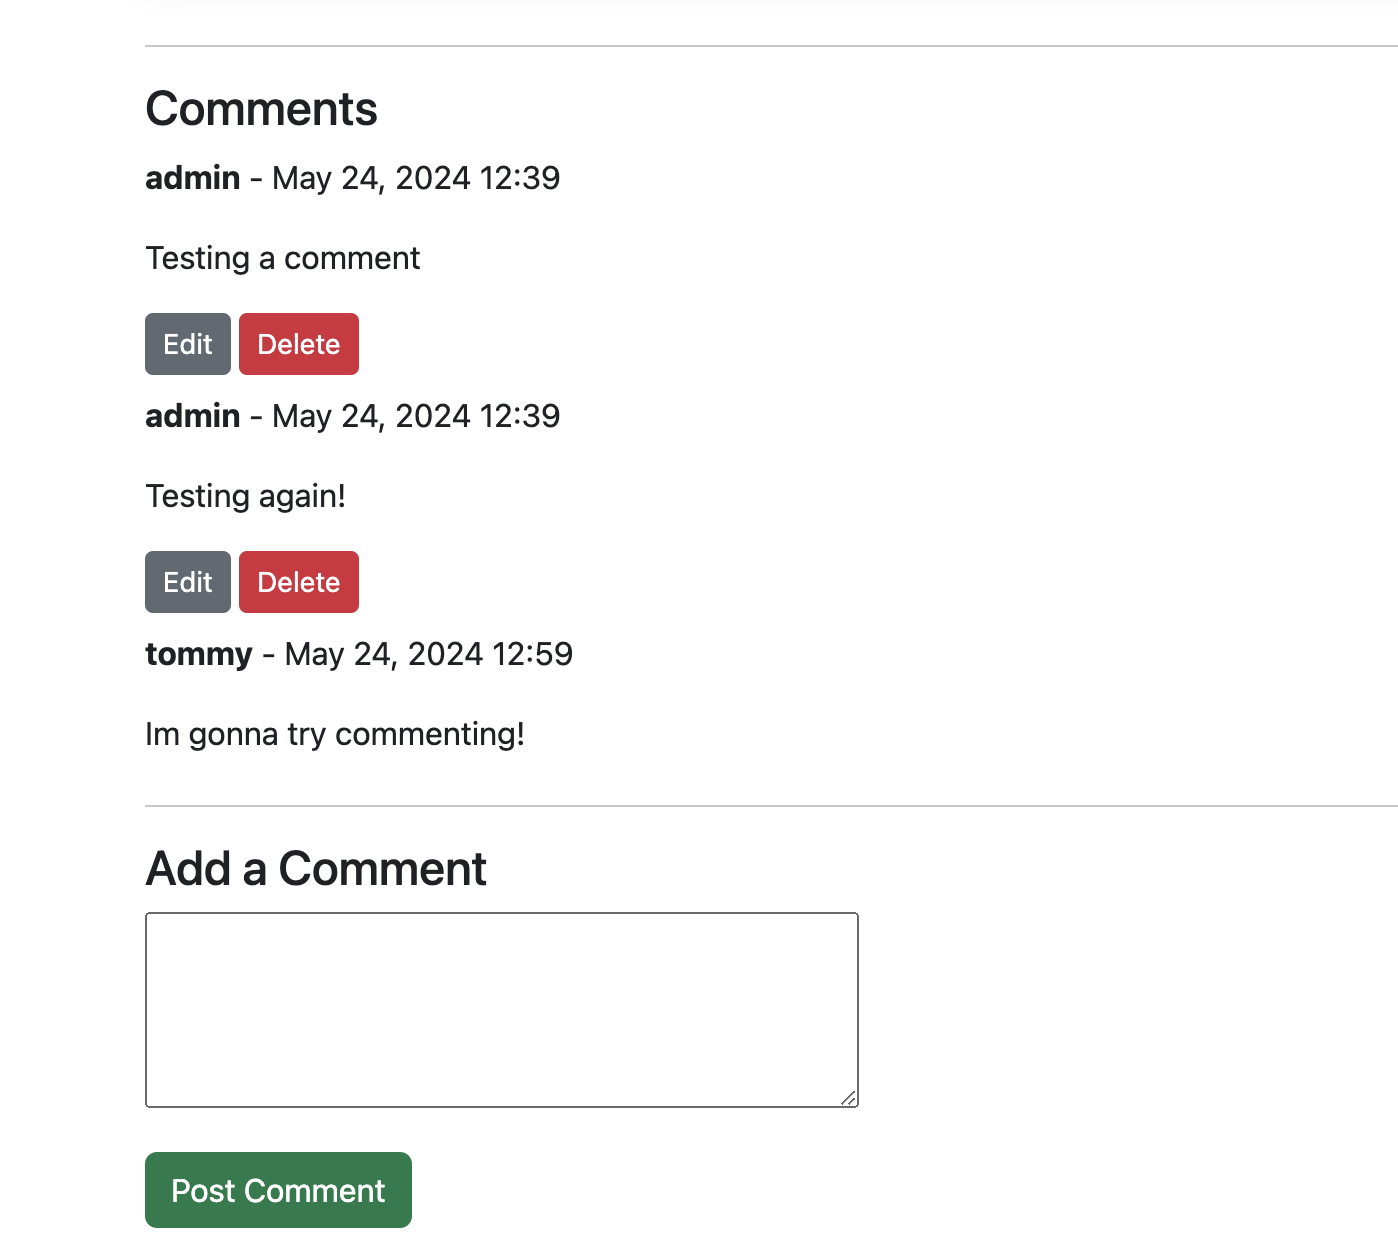 Comments
admin - May 24, 2024 12:39
Testing a comment
Edit Delete
admin - May 24, 2024 12:39
Testing again!
Edit Delete
tommy - May 24, 2024 12:59
Im gonna try commenting!
Add a Comment
Post Comment